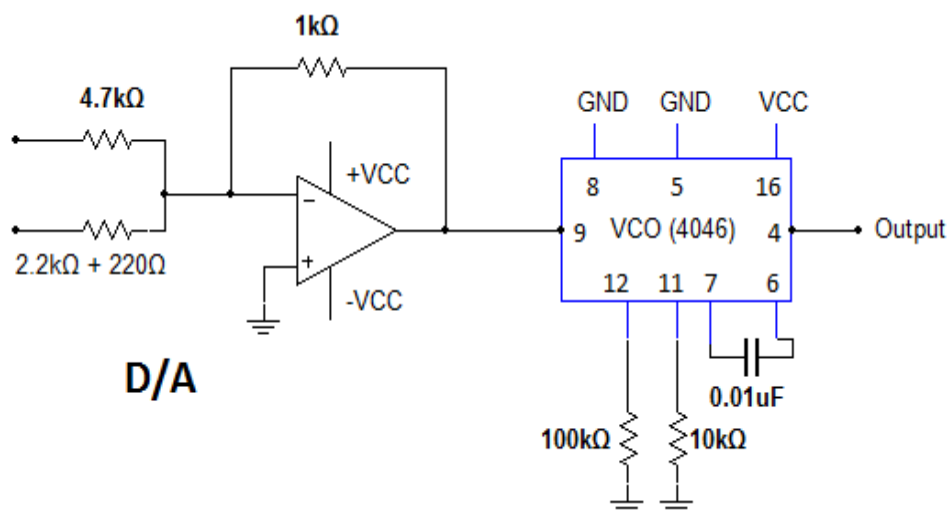 1kΩ
4.7kΩ
GND GND VCC
+VCC
8 5 16
−
9 VCO (4046) 4 Output
2.2kΩ + 220Ω
+
12 11 7 6
-VCC
D/A
0.01uF
100kΩ 10kΩ